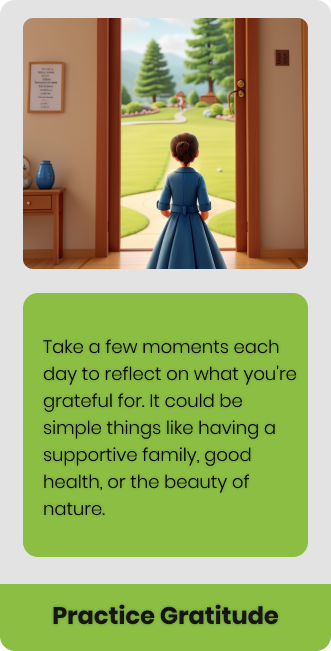 Take a few moments each
day to reflect on what you're
grateful for. It could be
simple things like having a
supportive family, good
health, or the beauty of
nature.
Practice Gratitude